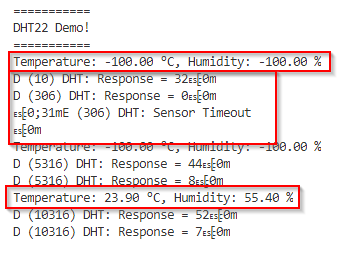 ===========
DHT22 Demo!
===========
Temperature: -100.00 ºC, Humidity: -100.00 %
D (10) DHT: Response = 32␛[0m
D (306) DHT: Response = 0␛[0m
␛[0;31mE (306) DHT: Sensor Timeout
␛[0m
Temperature: -100.00 ºC, Humidity: -100.00 %
D (5316) DHT: Response = 44␛[0m
D (5316) DHT: Response = 8␛[0m
Temperature: 23.90 ºC, Humidity: 55.40 %
D (10316) DHT: Response = 52␛[0m
D (10316) DHT: Response = 7␛[0m